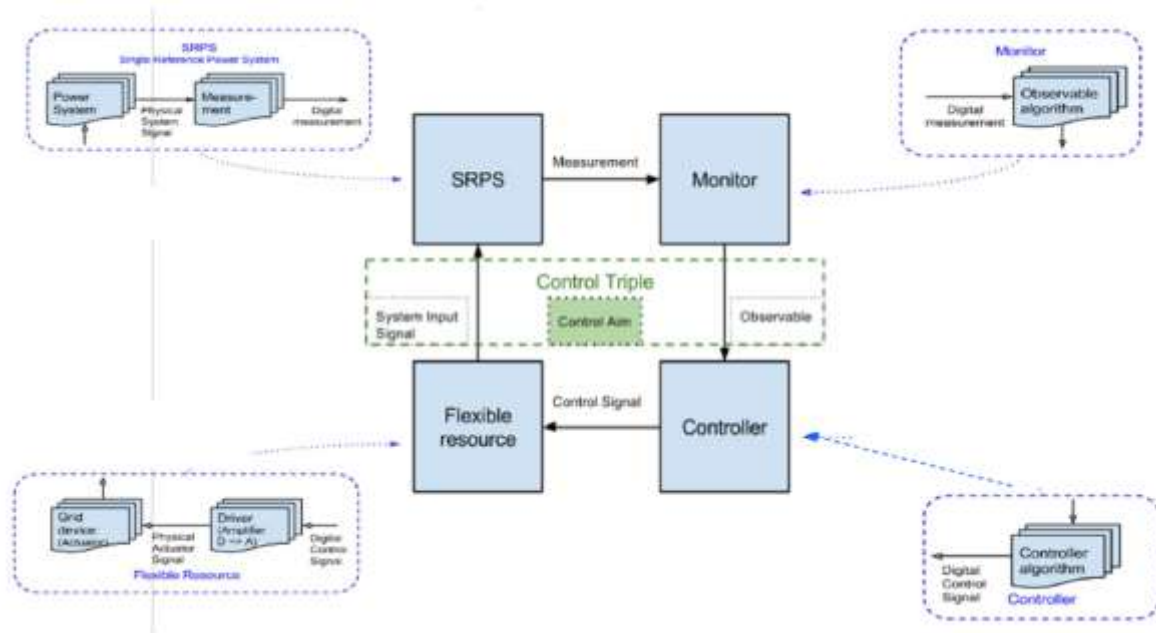 SRPS
Single Reference Power System
Power
System
Measure-
ment
Physical
System
Signal
Digital
measurement
Monitor
Observable
algorithm
Digital
measurement
SRPS
Measurement
Monitor
Control Triple
System Input
Signal
Control Aim
Observable
Flexible
resource
Control Signal
Controller
Grid
device
(Actuator)
Driver
(Amplifier
D => A)
Physical
Actuator
Signal
Digital
Control
Signal
Flexible Resource
Controller
algorithm
Digital
Control
Signal
Controller